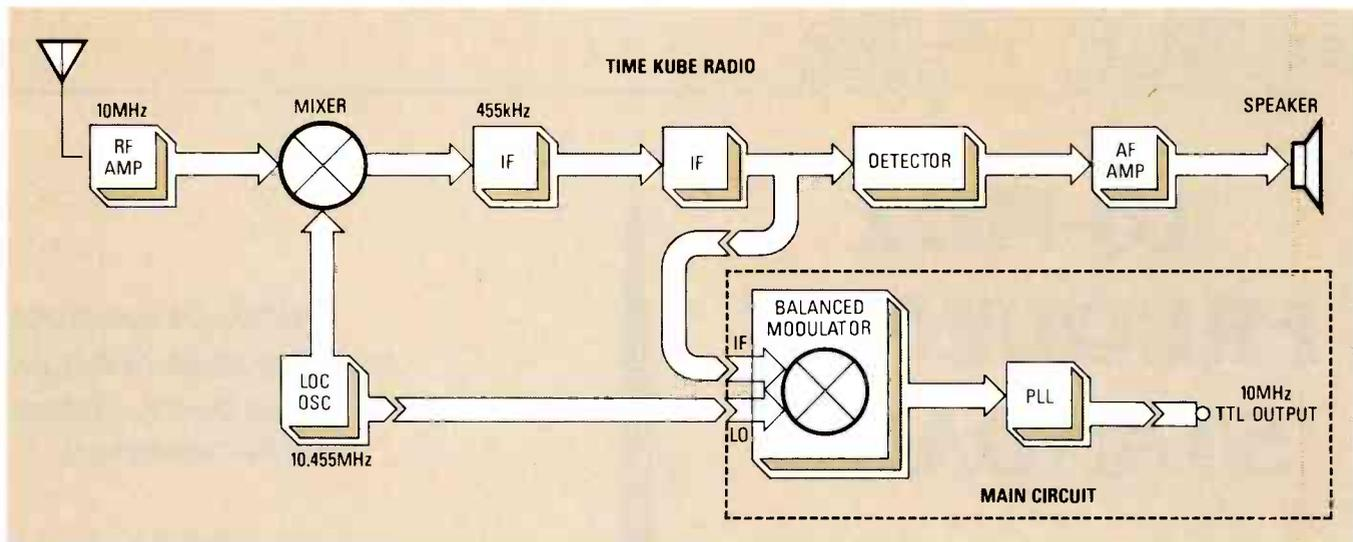 TIME KUBE RADIO
10MHz
RF
AMP
MIXER
455kHz
IF
IF
DETECTOR
AF
AMP
SPEAKER
LOC
OSC
10.455MHz
BALANCED
MODULATOR
IF
LO
PLL
10MHz
TTL OUTPUT
MAIN CIRCUIT